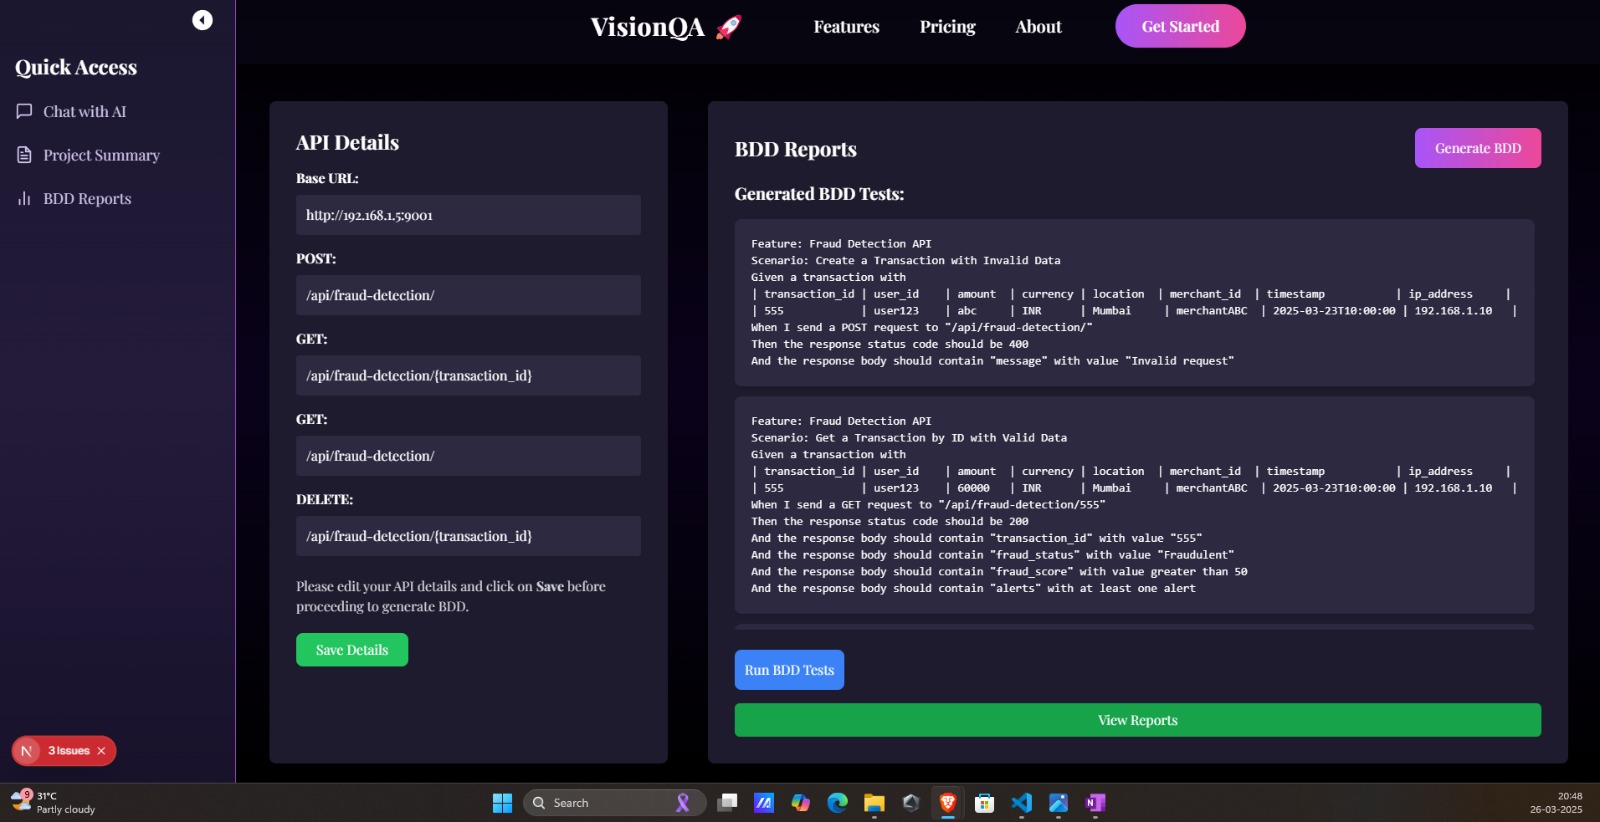 VisionQA 🚀
Features
Pricing
About
Get Started
Quick Access
Chat with AI
Project Summary
BDD Reports
API Details
Base URL:
http://192.168.1.5:9001
POST:
/api/fraud-detection/
GET:
/api/fraud-detection/{transaction_id}
GET:
/api/fraud-detection/
DELETE:
/api/fraud-detection/{transaction_id}
Please edit your API details and click on Save before
proceeding to generate BDD.
Save Details
BDD Reports
Generate BDD
Generated BDD Tests:
Feature: Fraud Detection API
Scenario: Create a Transaction with Invalid Data
Given a transaction with
| transaction_id | user_id    | amount  | currency | location  | merchant_id  | timestamp           | ip_address     |
| 555            | user123    | abc     | INR      | Mumbai     | merchantABC  | 2025-03-23T10:00:00 | 192.168.1.10   |
When I send a POST request to "/api/fraud-detection/"
Then the response status code should be 400
And the response body should contain "message" with value "Invalid request"
Feature: Fraud Detection API
Scenario: Get a Transaction by ID with Valid Data
Given a transaction with
| transaction_id | user_id    | amount  | currency | location  | merchant_id  | timestamp           | ip_address     |
| 555            | user123    | 60000   | INR      | Mumbai     | merchantABC  | 2025-03-23T10:00:00 | 192.168.1.10   |
When I send a GET request to "/api/fraud-detection/555"
Then the response status code should be 200
And the response body should contain "transaction_id" with value "555"
And the response body should contain "fraud_status" with value "Fraudulent"
And the response body should contain "fraud_score" with value greater than 50
And the response body should contain "alerts" with at least one alert
Run BDD Tests
View Reports
N 3 Issues
9
31°C
Partly cloudy
Search
N
20:48
26-03-2025